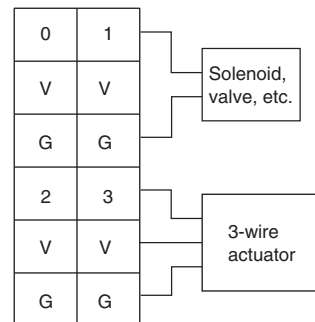 0 1
V V
G G
2 3
V V
G G
Solenoid,
valve, etc.
3-wire
actuator